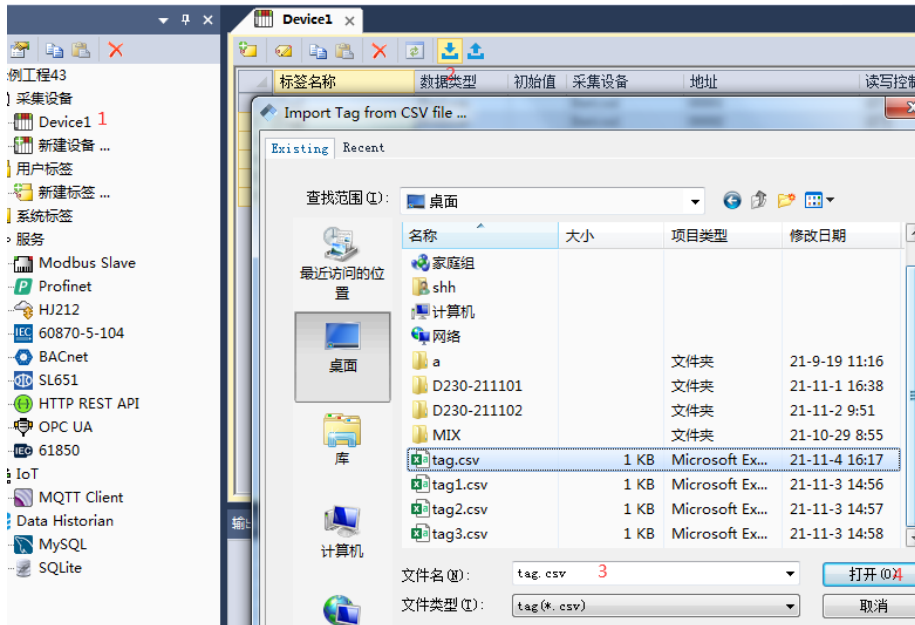 Device1
例工程43
采集设备
Device1 1
新建设备 ...
用户标签
新建标签 ...
系统标签
服务
Modbus Slave
Profinet
HJ212
IEC 60870-5-104
BACnet
SL651
HTTP REST API
OPC UA
IEC 61850
IoT
MQTT Client
Data Historian
MySQL
SQLite
2
标签名称 数据类型 初始值 采集设备 地址 读写控制
Import Tag from CSV file ...
Existing Recent
查找范围(I): 桌面
最近访问的位置
桌面
库
计算机
名称 大小 项目类型 修改日期
家庭组
shh
计算机
网络
a 文件夹 21-9-19 11:16
D230-211101 文件夹 21-11-1 16:38
D230-211102 文件夹 21-11-2 9:51
MIX 文件夹 21-10-29 8:55
tag.csv 1 KB Microsoft Ex... 21-11-4 16:17
tag1.csv 1 KB Microsoft Ex... 21-11-3 14:56
tag2.csv 1 KB Microsoft Ex... 21-11-3 14:57
tag3.csv 1 KB Microsoft Ex... 21-11-3 14:58
文件名(N): tag.csv 3 打开(O) 4
文件类型(T): tag(*.csv) 取消